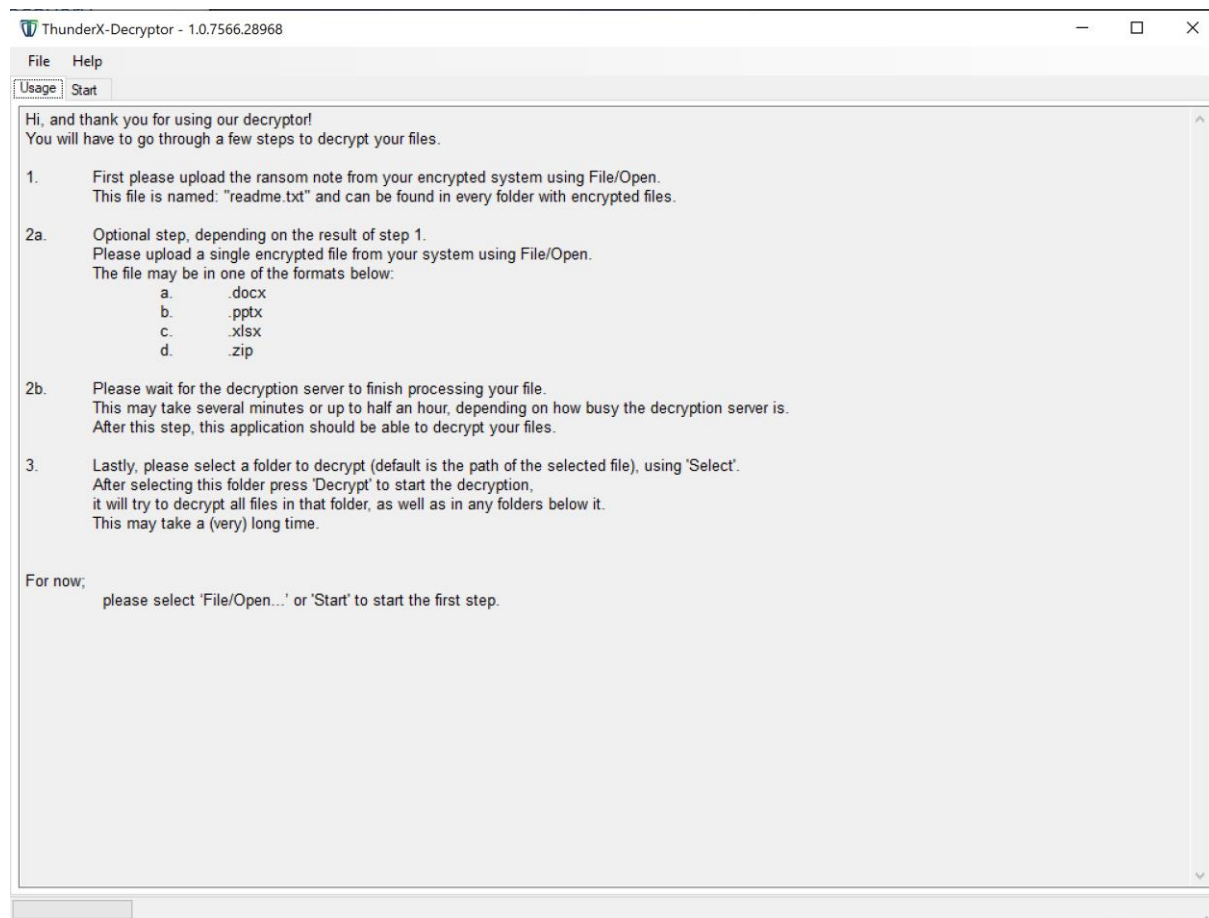 ThunderX-Decryptor - 1.0.7566.28968
File Help
Usage Start
Hi, and thank you for using our decryptor!
You will have to go through a few steps to decrypt your files.
1. First please upload the ransom note from your encrypted system using File/Open.
This file is named: "readme.txt" and can be found in every folder with encrypted files.
2a. Optional step, depending on the result of step 1.
Please upload a single encrypted file from your system using File/Open.
The file may be in one of the formats below:
a. .docx
b. .pptx
c. .xlsx
d. .zip
2b. Please wait for the decryption server to finish processing your file.
This may take several minutes or up to half an hour, depending on how busy the decryption server is.
After this step, this application should be able to decrypt your files.
3. Lastly, please select a folder to decrypt (default is the path of the selected file), using 'Select'.
After selecting this folder press 'Decrypt' to start the decryption,
it will try to decrypt all files in that folder, as well as in any folders below it.
This may take a (very) long time.
For now;
please select ‘File/Open...’ or 'Start' to start the first step.